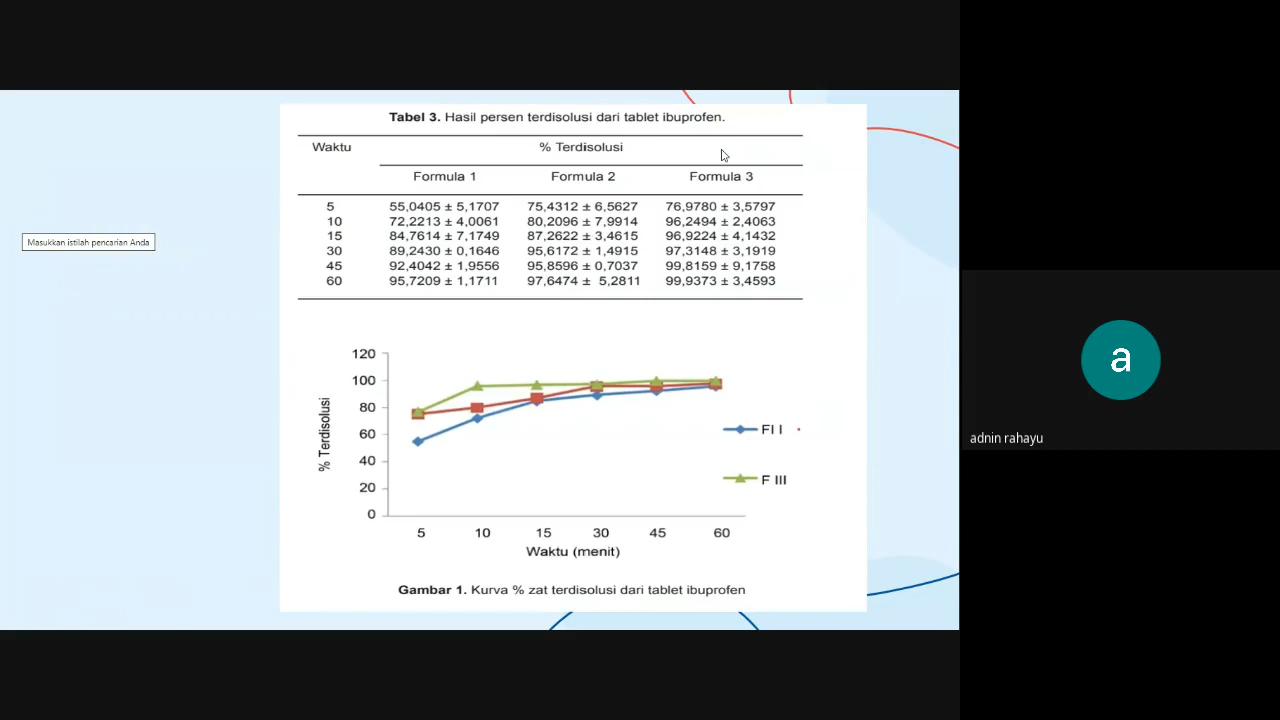 Tabel 3. Hasil persen terdisolusi dari tablet ibuprofen.
Waktu % Terdisolusi
Formula 1 Formula 2 Formula 3
5 55,0405 ± 5,1707 75,4312 ± 6,5627 76,9780 ± 3,5797
10 72,2213 ± 4,0061 80,2096 ± 7,9914 96,2494 ± 2,4063
15 84,7614 ± 7,1749 87,2622 ± 3,4615 96,9224 ± 4,1432
30 89,2430 ± 0,1646 95,6172 ± 1,4915 97,3148 ± 3,1919
45 92,4042 ± 1,9556 95,8596 ± 0,7037 99,8159 ± 9,1758
60 95,7209 ± 1,1711 97,6474 ± 5,2811 99,9373 ± 3,4593
Masukkan istilah pencarian Anda
120
100
80
60
40
20
0
% Terdisolusi
FI I
F III
5 10 15 30 45 60
Waktu (menit)
Gambar 1. Kurva % zat terdisolusi dari tablet ibuprofen
a
adnin rahayu